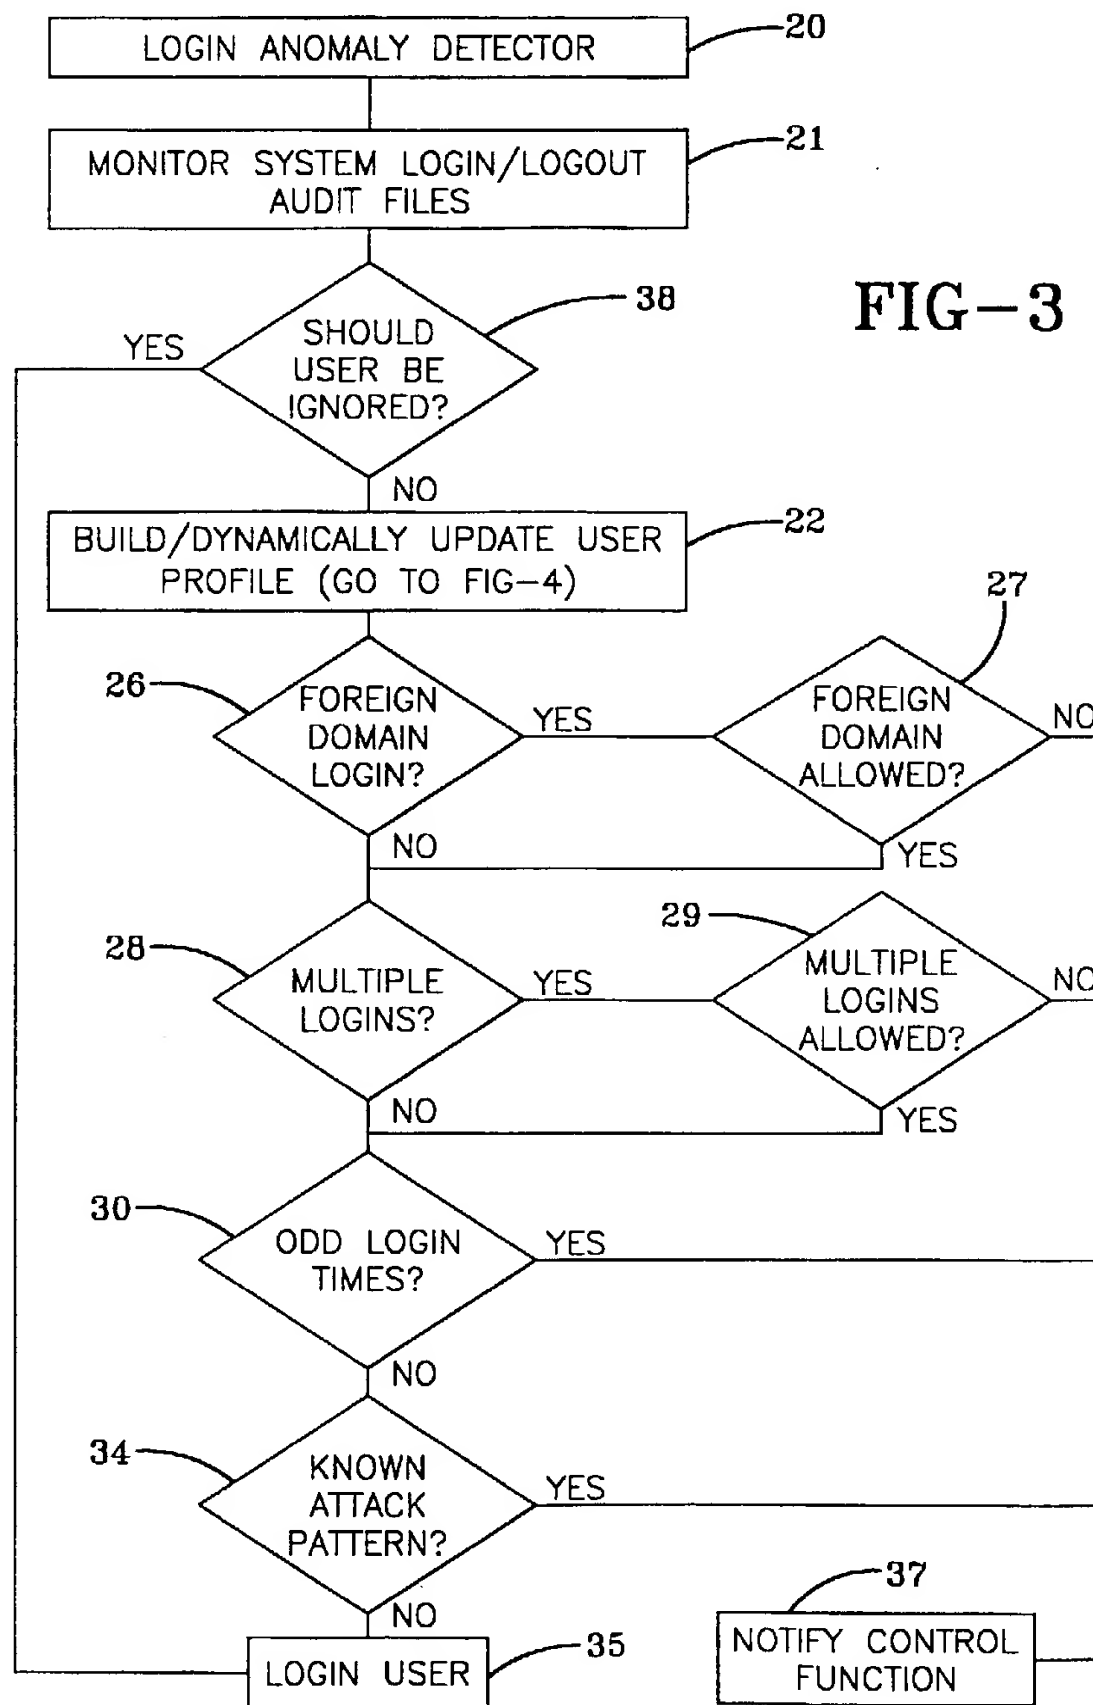 20
LOGIN ANOMALY DETECTOR
21
MONITOR SYSTEM LOGIN/LOGOUT
AUDIT FILES
38
FIG-3
YES
SHOULD
USER BE
IGNORED?
NO
22
BUILD/DYNAMICALLY UPDATE USER
PROFILE (GO TO FIG-4)
27
26
FOREIGN
DOMAIN
LOGIN?
YES
FOREIGN
DOMAIN
ALLOWED?
NO
NO
YES
29
28
MULTIPLE
LOGINS?
YES
MULTIPLE
LOGINS
ALLOWED?
NO
NO
YES
30
ODD LOGIN
TIMES?
YES
NO
34
KNOWN
ATTACK
PATTERN?
YES
NO
37
35
LOGIN USER
NOTIFY CONTROL
FUNCTION